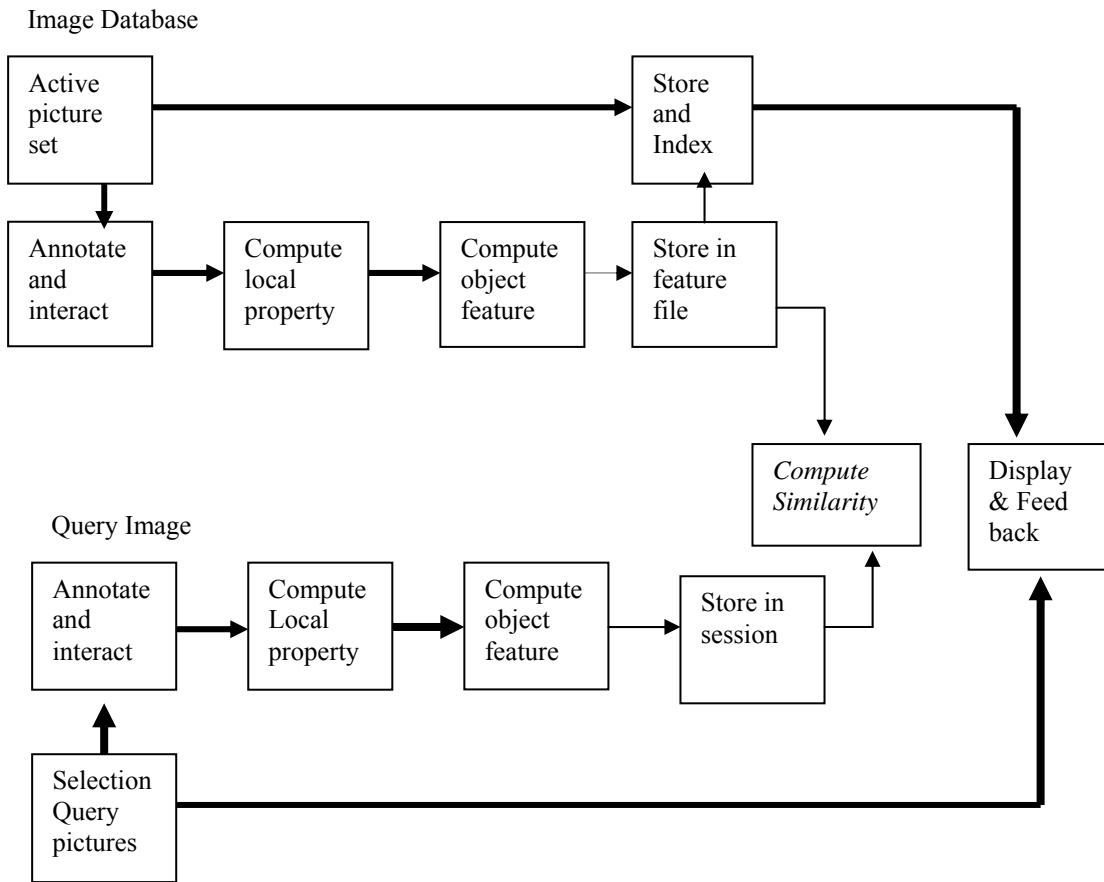 Image Database
Active
picture
set
Store
and
Index
Annotate
and
interact
Compute
local
property
Compute
object
feature
Store in
feature
file
Compute
Similarity
Display
& Feed
back
Query Image
Annotate
and
interact
Compute
Local
property
Compute
object
feature
Store in
session
Selection
Query
pictures